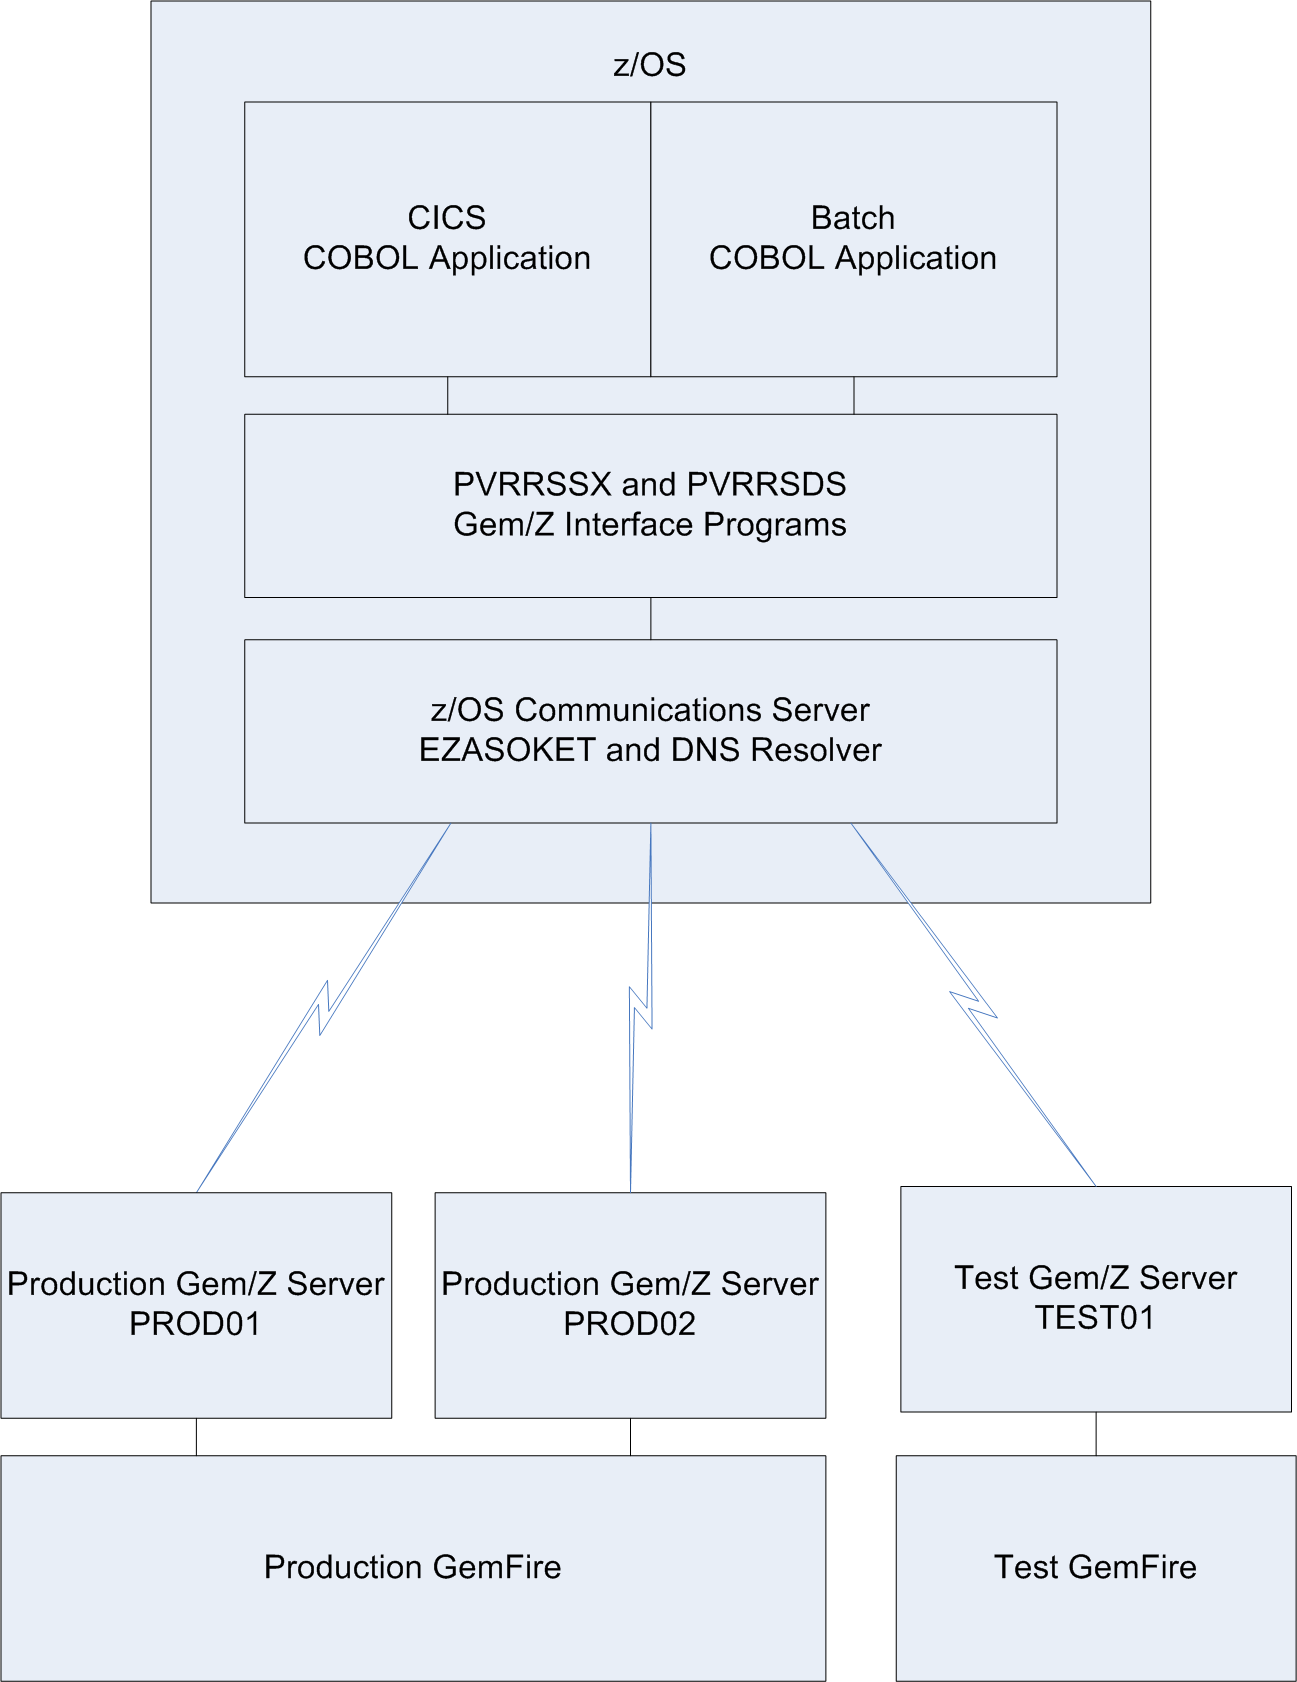 z/OS
CICS
COBOL Application
Batch
COBOL Application
PVRRSSX and PVRRSDS
Gem/Z Interface Programs
z/OS Communications Server
EZASOKET and DNS Resolver
Production Gem/Z Server
PROD01
Production Gem/Z Server
PROD02
Test Gem/Z Server
TEST01
Production GemFire
Test GemFire